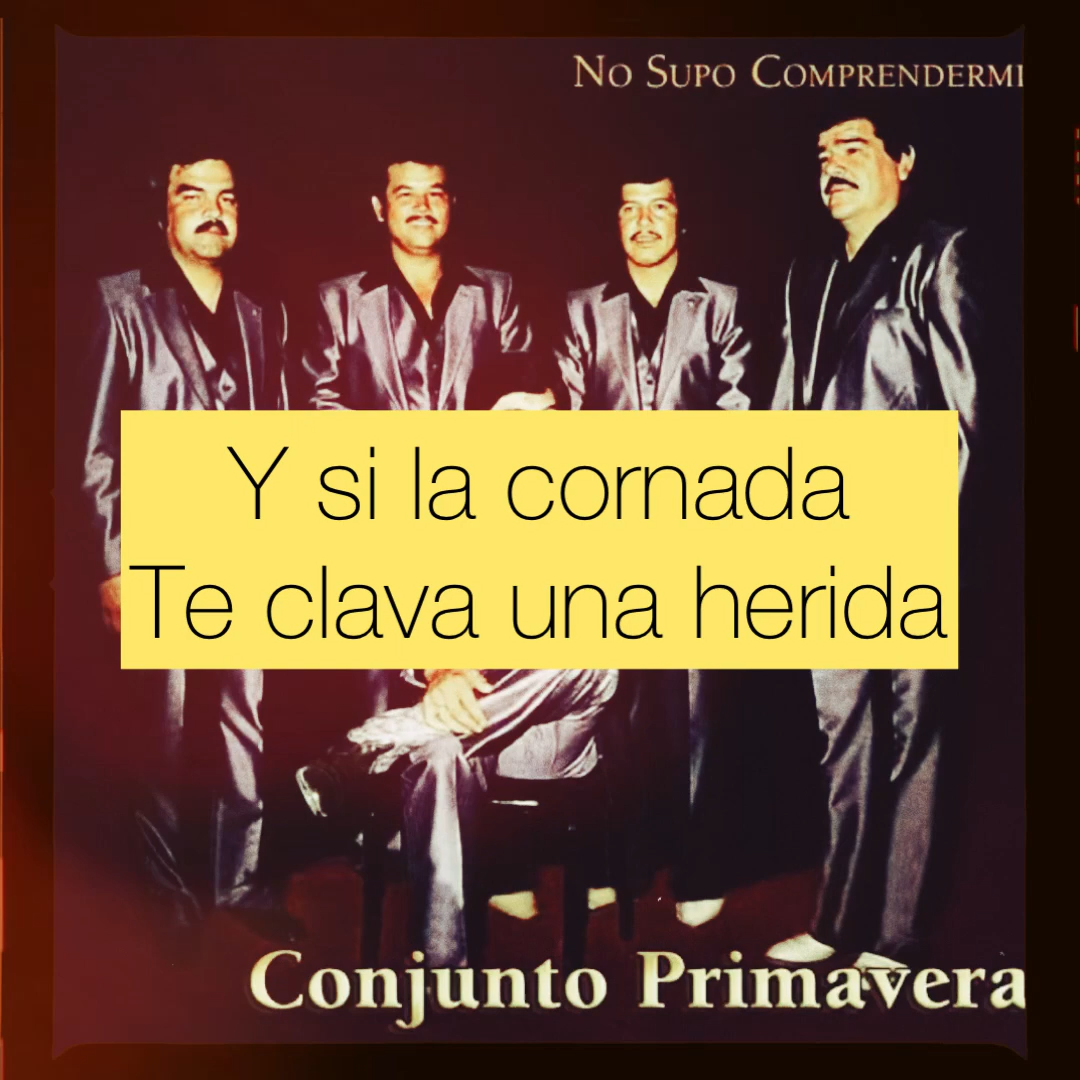 No Supo Comprenderm
Y si la cornada
Te clava una herida
Conjunto Primavera